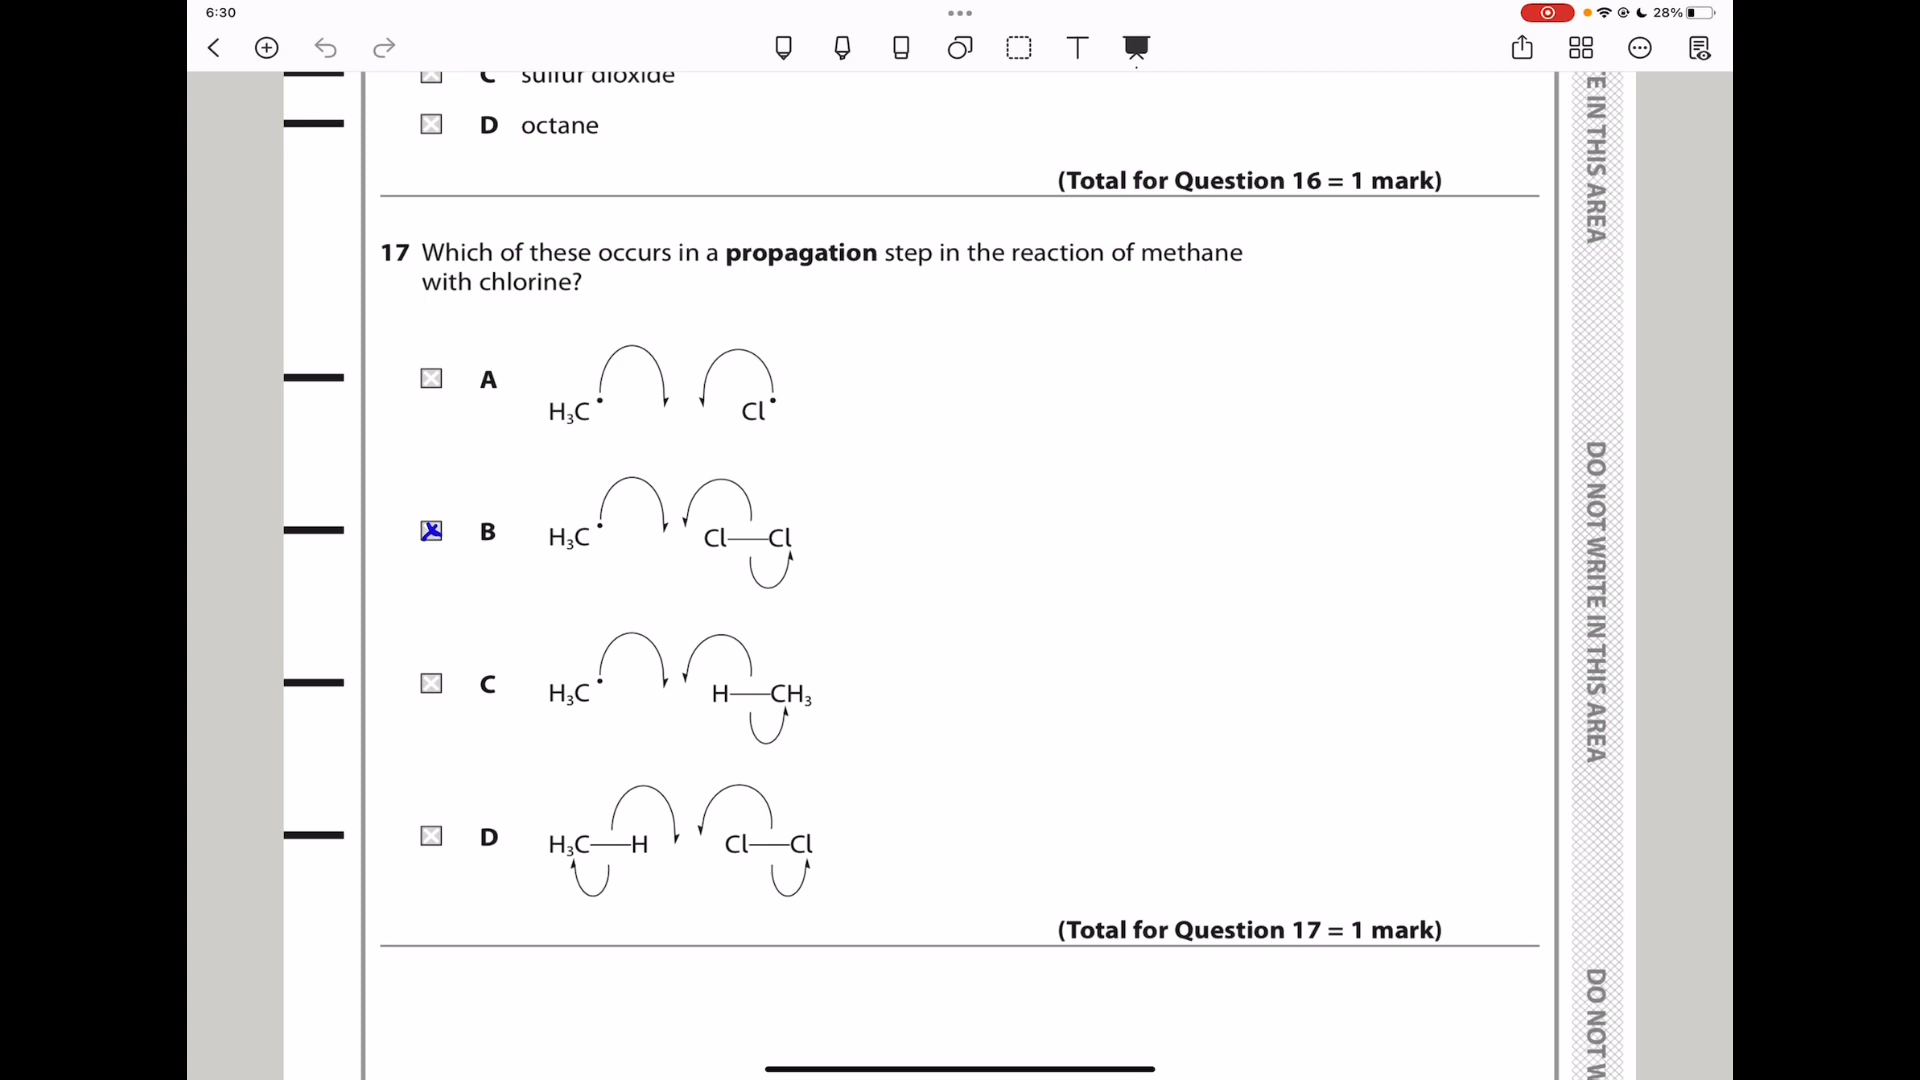 6:30
28%
C sulfur dioxide
D octane
(Total for Question 16 = 1 mark)
17 Which of these occurs in a propagation step in the reaction of methane
with chlorine?
A H₃C• Cl•
B H₃C• Cl—Cl
C H₃C• H—CH₃
D H₃C—H Cl—Cl
(Total for Question 17 = 1 mark)
TE IN THIS AREA
DO NOT WRITE IN THIS AREA
DO NOT W